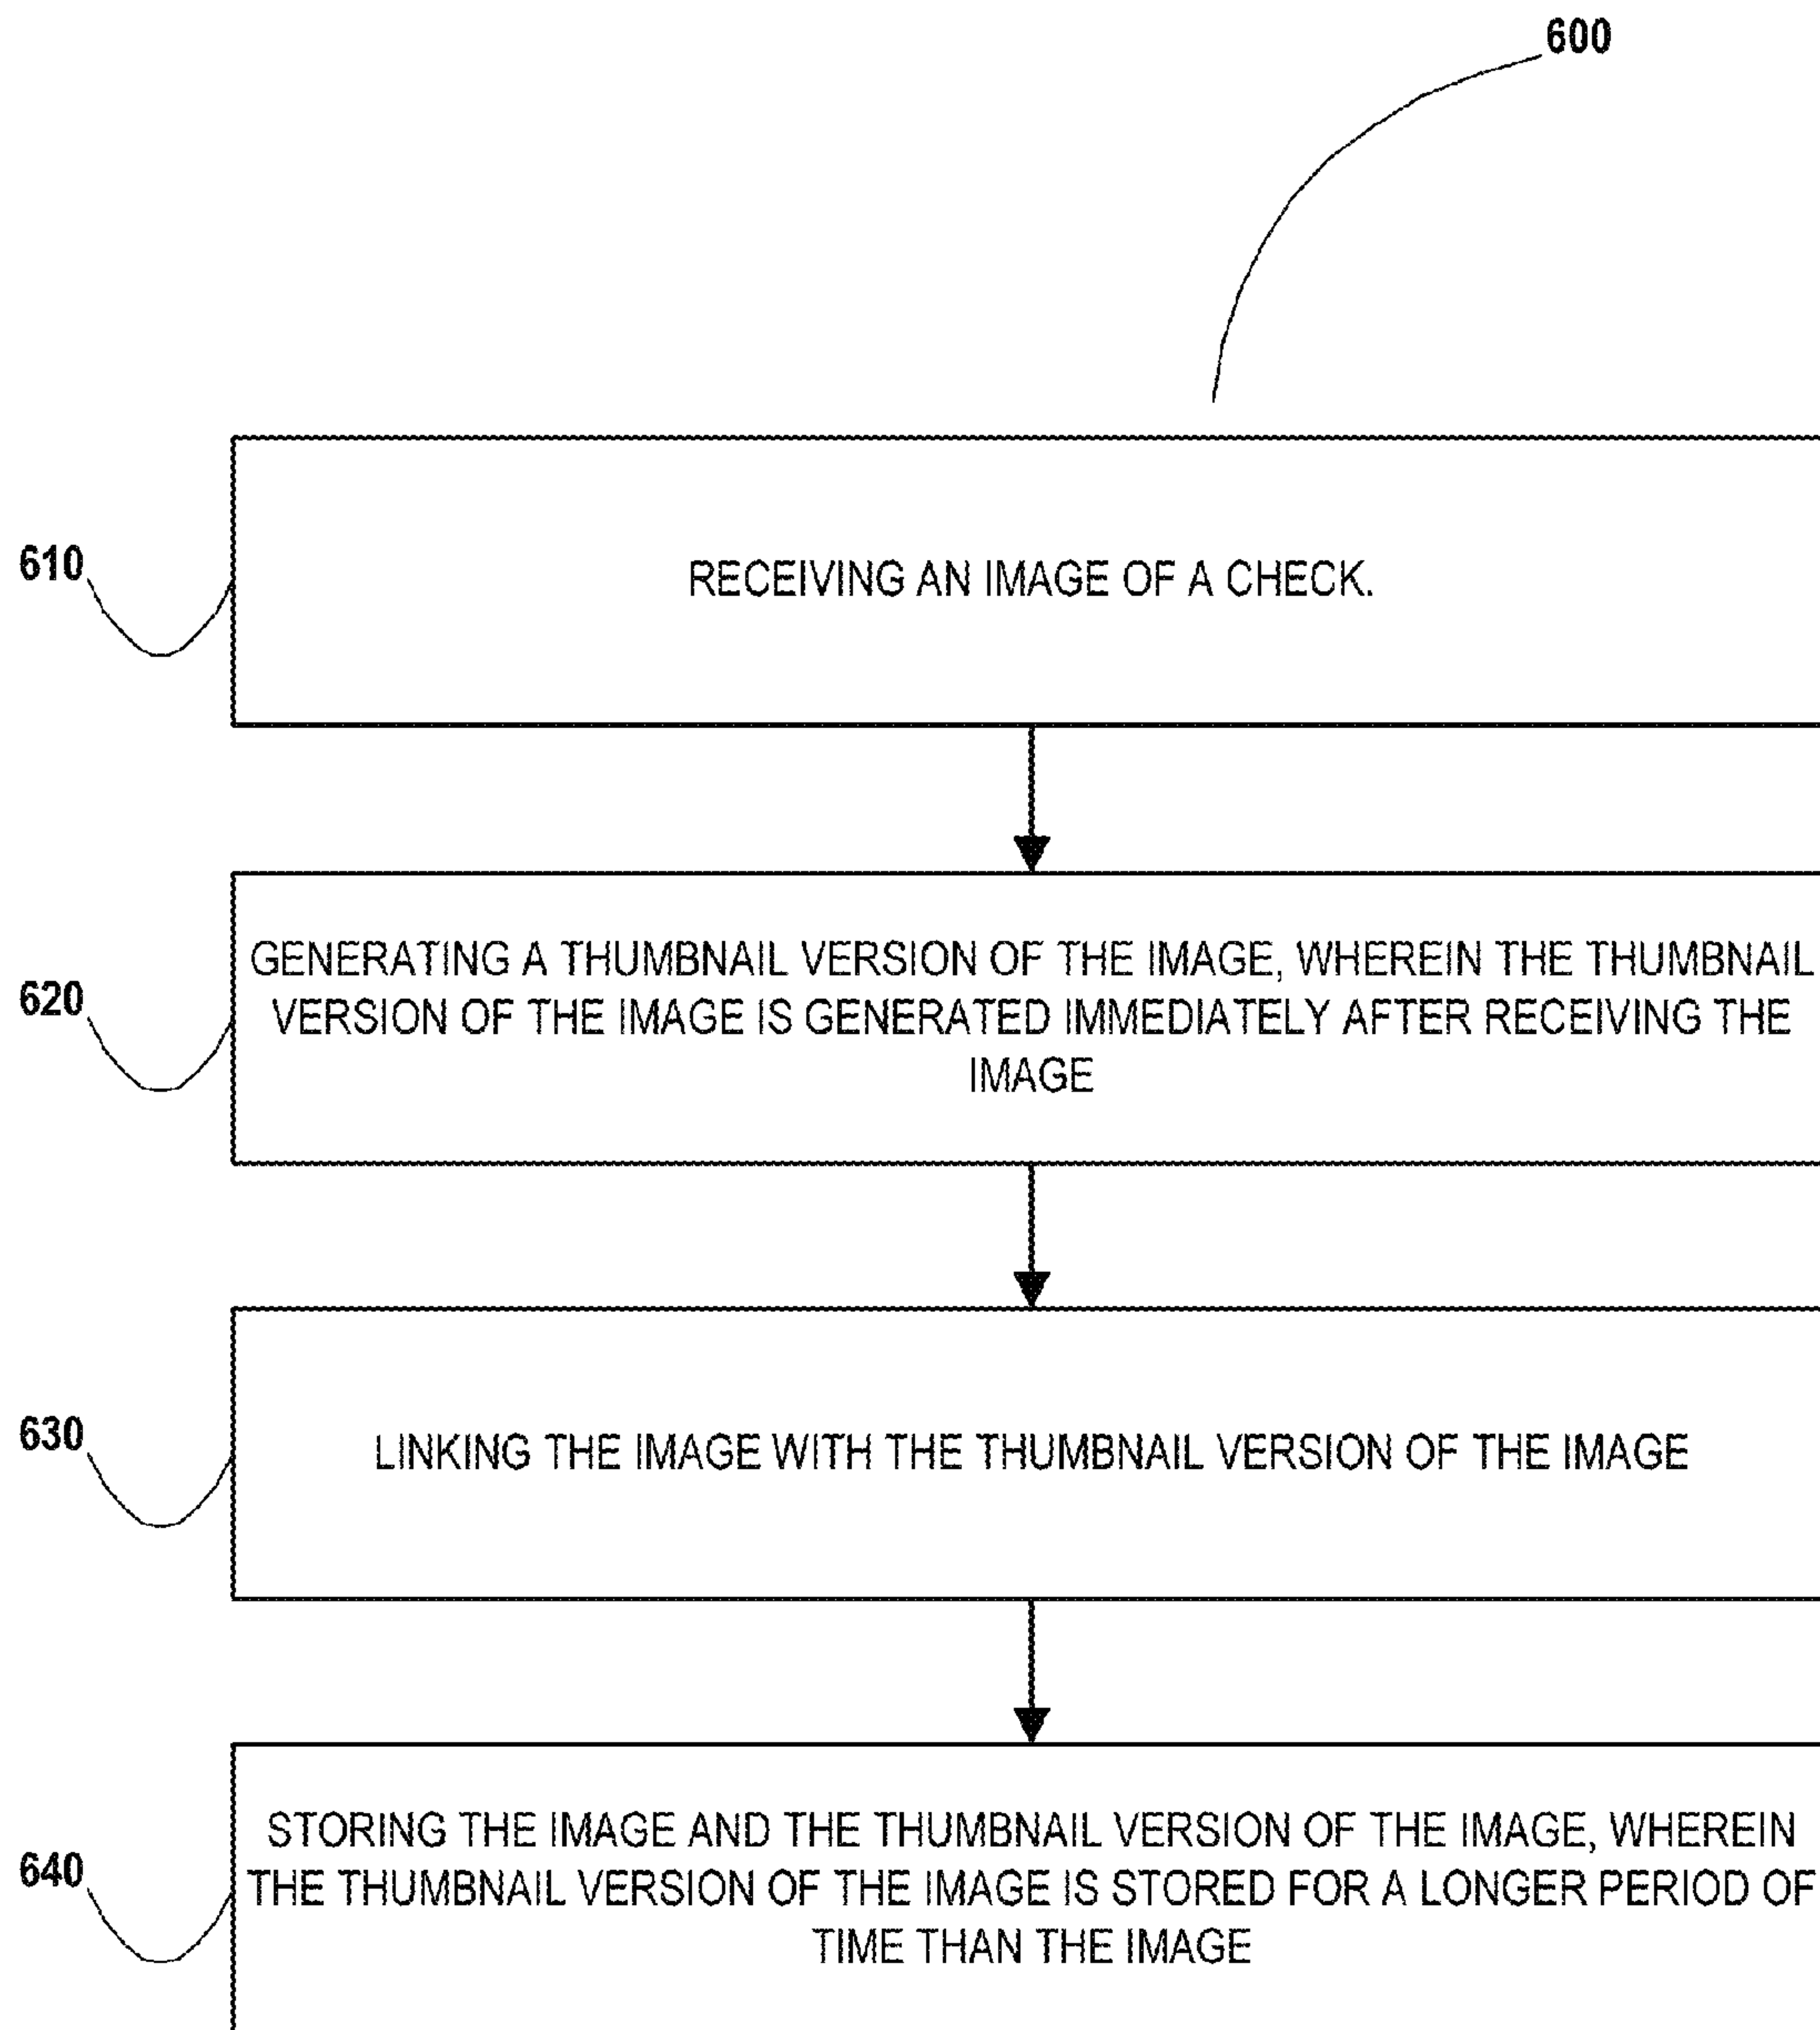 600
610
RECEIVING AN IMAGE OF A CHECK.
620
GENERATING A THUMBNAIL VERSION OF THE IMAGE, WHEREIN THE THUMBNAIL
VERSION OF THE IMAGE IS GENERATED IMMEDIATELY AFTER RECEIVING THE
IMAGE
630
LINKING THE IMAGE WITH THE THUMBNAIL VERSION OF THE IMAGE
640
STORING THE IMAGE AND THE THUMBNAIL VERSION OF THE IMAGE, WHEREIN
THE THUMBNAIL VERSION OF THE IMAGE IS STORED FOR A LONGER PERIOD OF
TIME THAN THE IMAGE